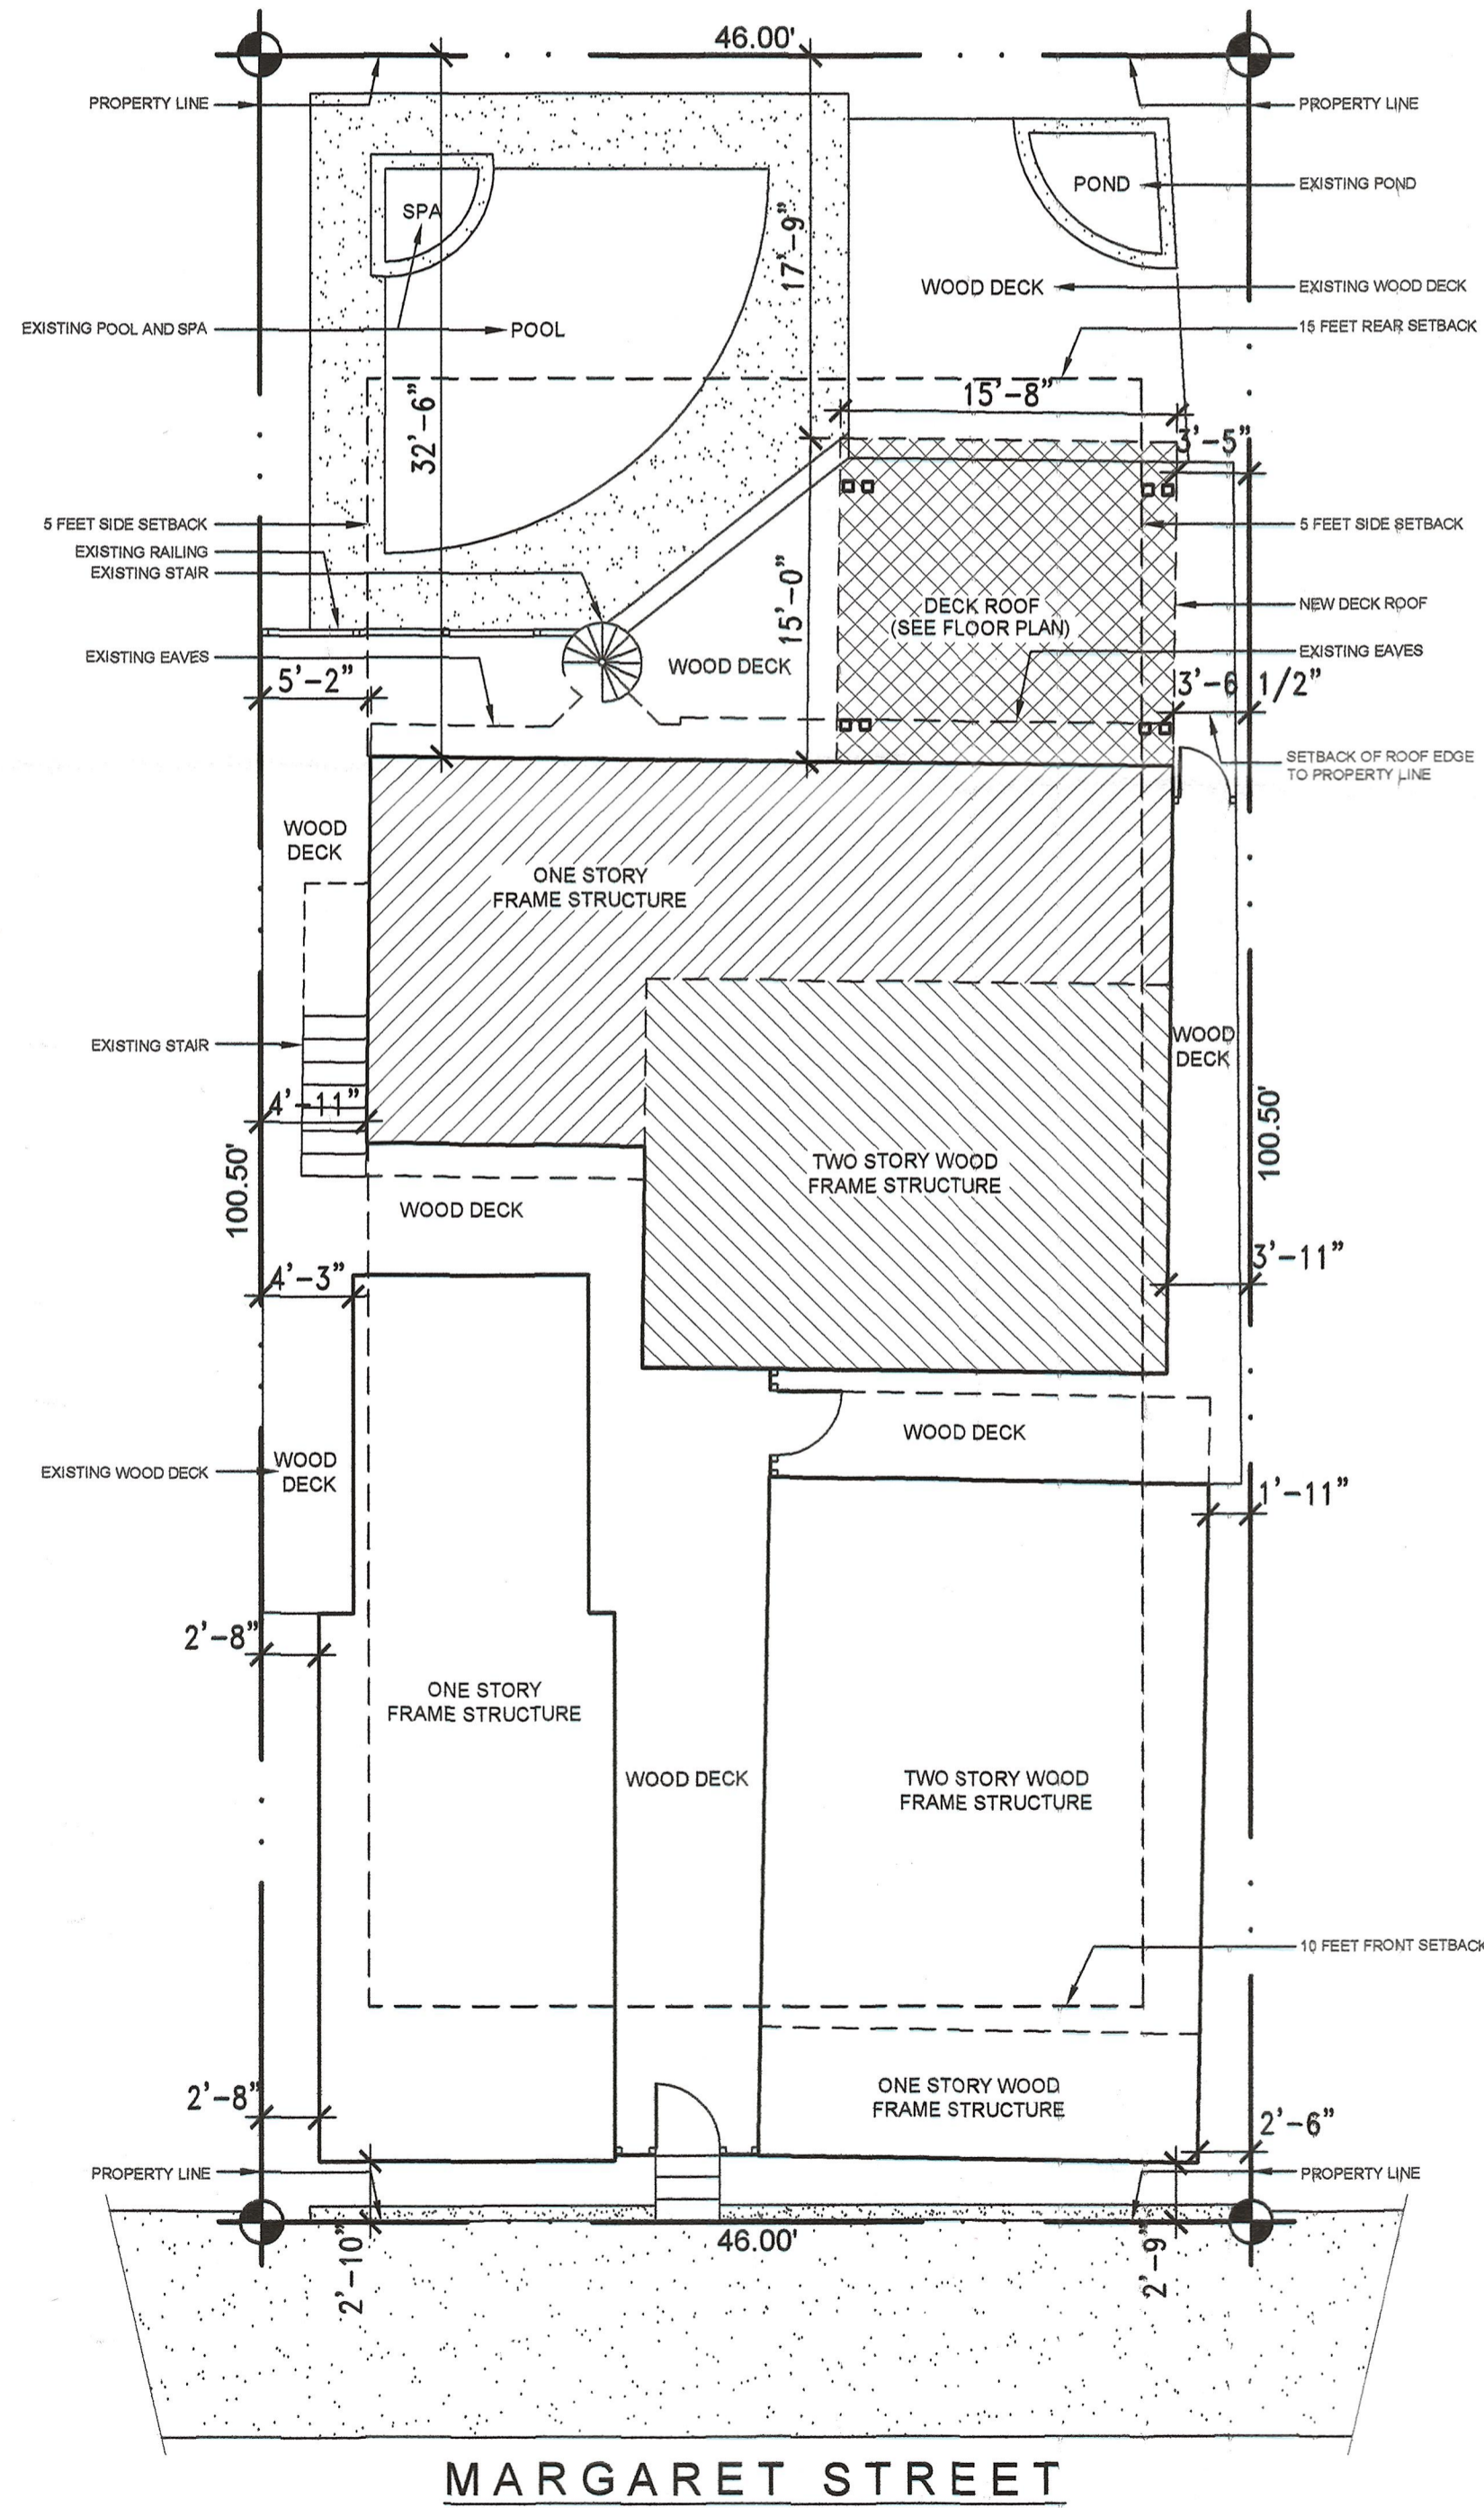 46.00'
PROPERTY LINE
PROPERTY LINE
SPA
POND
EXISTING POND
17'-9"
WOOD DECK
EXISTING WOOD DECK
EXISTING POOL AND SPA
POOL
15 FEET REAR SETBACK
15'-8"
32'-6"
3'-5"
5 FEET SIDE SETBACK
5 FEET SIDE SETBACK
EXISTING RAILING
EXISTING STAIR
15'-0"
DECK ROOF
(SEE FLOOR PLAN)
NEW DECK ROOF
EXISTING EAVES
WOOD DECK
EXISTING EAVES
5'-2"
3'-6 1/2"
SETBACK OF ROOF EDGE
TO PROPERTY LINE
WOOD
DECK
ONE STORY
FRAME STRUCTURE
EXISTING STAIR
WOOD
DECK
4'-11"
100.50'
100.50'
TWO STORY WOOD
FRAME STRUCTURE
WOOD DECK
4'-3"
3'-11"
WOOD DECK
EXISTING WOOD DECK
WOOD
DECK
1'-11"
2'-8"
ONE STORY
FRAME STRUCTURE
WOOD DECK
TWO STORY WOOD
FRAME STRUCTURE
10 FEET FRONT SETBACK
2'-8"
ONE STORY WOOD
FRAME STRUCTURE
2'-6"
PROPERTY LINE
PROPERTY LINE
2'-10"
46.00'
2'-9"
MARGARET STREET